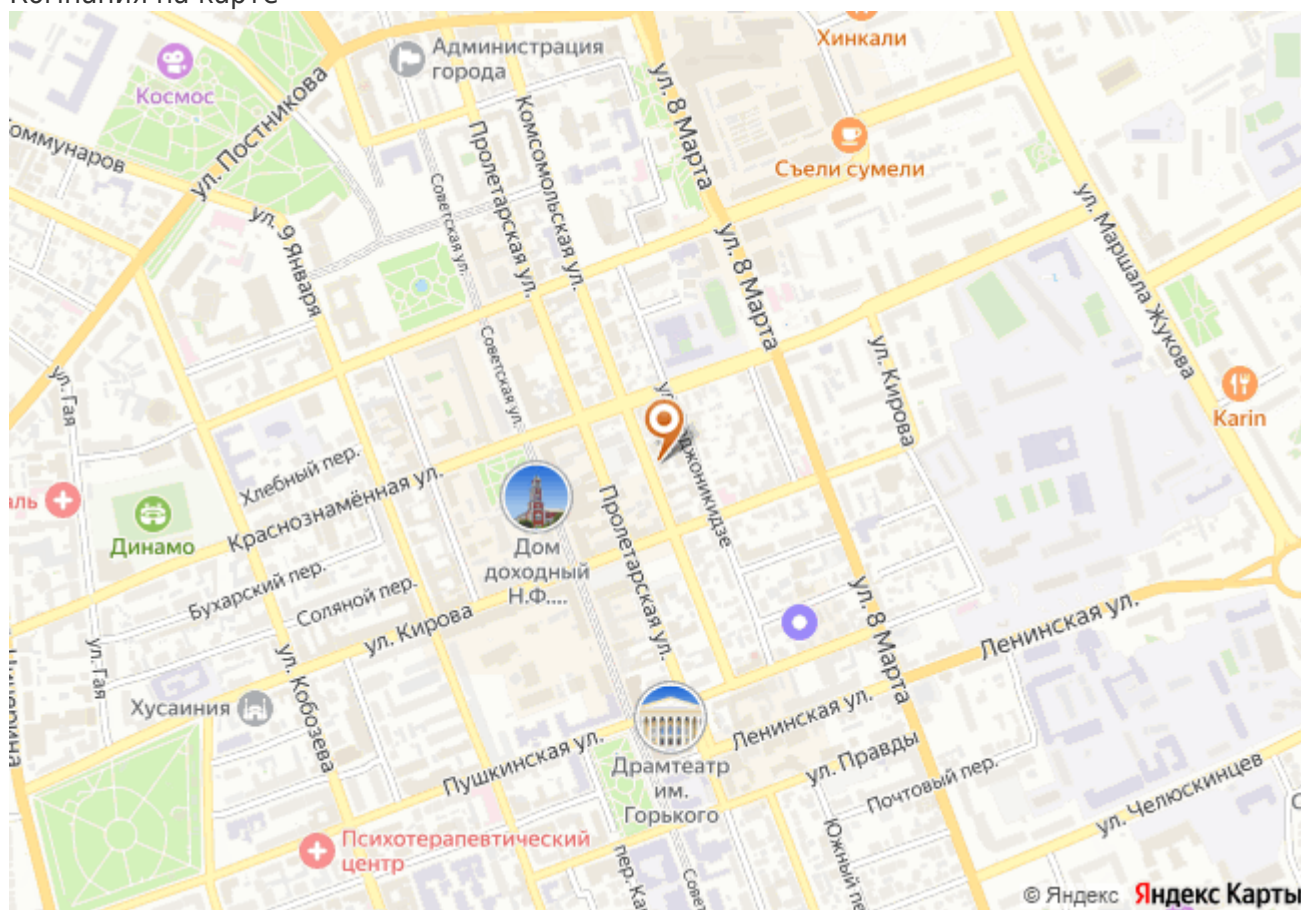 Компания на карте
Хинкали
Администрация
города
Космос
ул. Постникова
ул. 8 Марта
Комсомольская ул.
Пролетарская ул.
Советская ул.
Съели сумели
ул. Маршала Жукова
ул. 9 Января
ул. 8 Марта
Советская ул.
ул. Кирова
ул. Гая
Karin
Хлебный пер.
Краснознамённая ул.
Динамо
Дом
доходный
Н.Ф....
Пролетарская ул.
Бухарский пер.
Соляной пер.
ул. Кирова
ул. 8 Марта
Ленинская ул.
ул. Гая
ул. Кобозева
Хусаиния
Пушкинская ул.
Ленинская ул.
Драмтеатр
им.
Горького
ул. Правды
Почтовый пер.
ул. Челюскинцев
Психотерапевтический
центр
© Яндекс Яндекс Карты